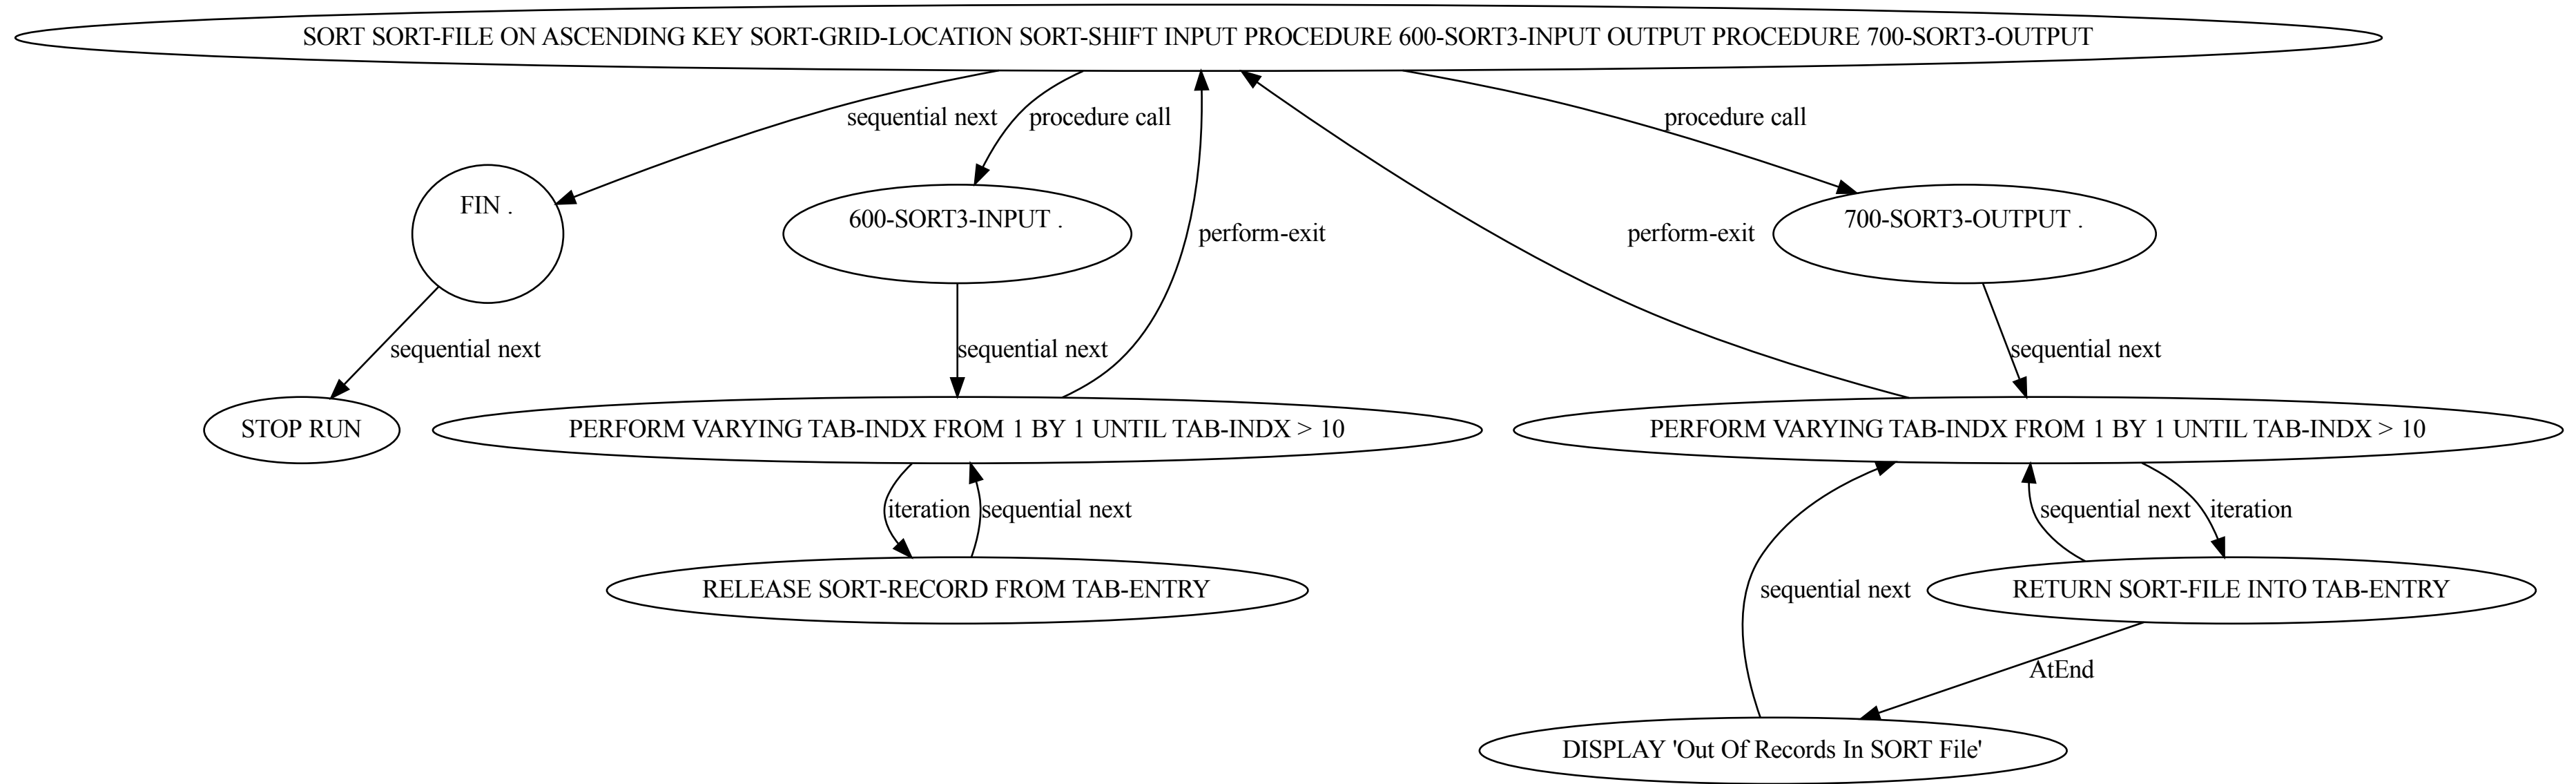 SORT SORT-FILE ON ASCENDING KEY SORT-GRID-LOCATION SORT-SHIFT INPUT PROCEDURE 600-SORT3-INPUT OUTPUT PROCEDURE 700-SORT3-OUTPUT
sequential next
procedure call
procedure call
FIN .
600-SORT3-INPUT .
perform-exit
perform-exit
700-SORT3-OUTPUT .
sequential next
sequential next
sequential next
STOP RUN
PERFORM VARYING TAB-INDX FROM 1 BY 1 UNTIL TAB-INDX > 10
PERFORM VARYING TAB-INDX FROM 1 BY 1 UNTIL TAB-INDX > 10
iteration
sequential next
sequential next
iteration
RELEASE SORT-RECORD FROM TAB-ENTRY
sequential next
RETURN SORT-FILE INTO TAB-ENTRY
AtEnd
DISPLAY 'Out Of Records In SORT File'